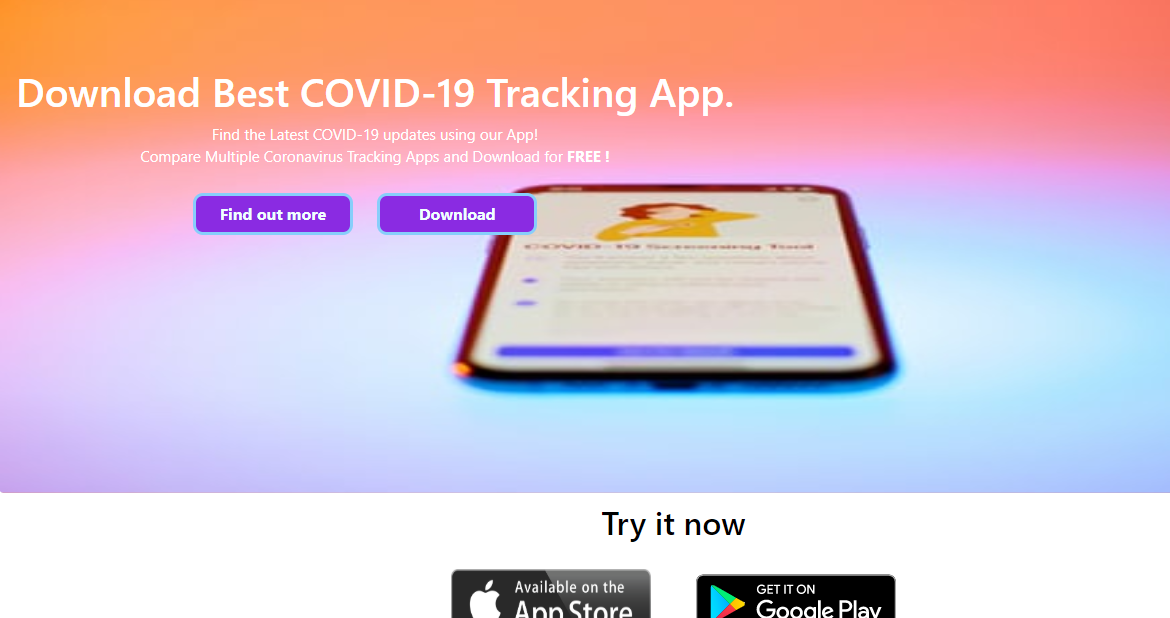 Download Best COVID-19 Tracking App.
Find the Latest COVID-19 updates using our App!
Compare Multiple Coronavirus Tracking Apps and Download for FREE !
Find out more
Download
COVID-19 Screening Tool
Try it now
Available on the
App Store
GET IT ON
Google Play